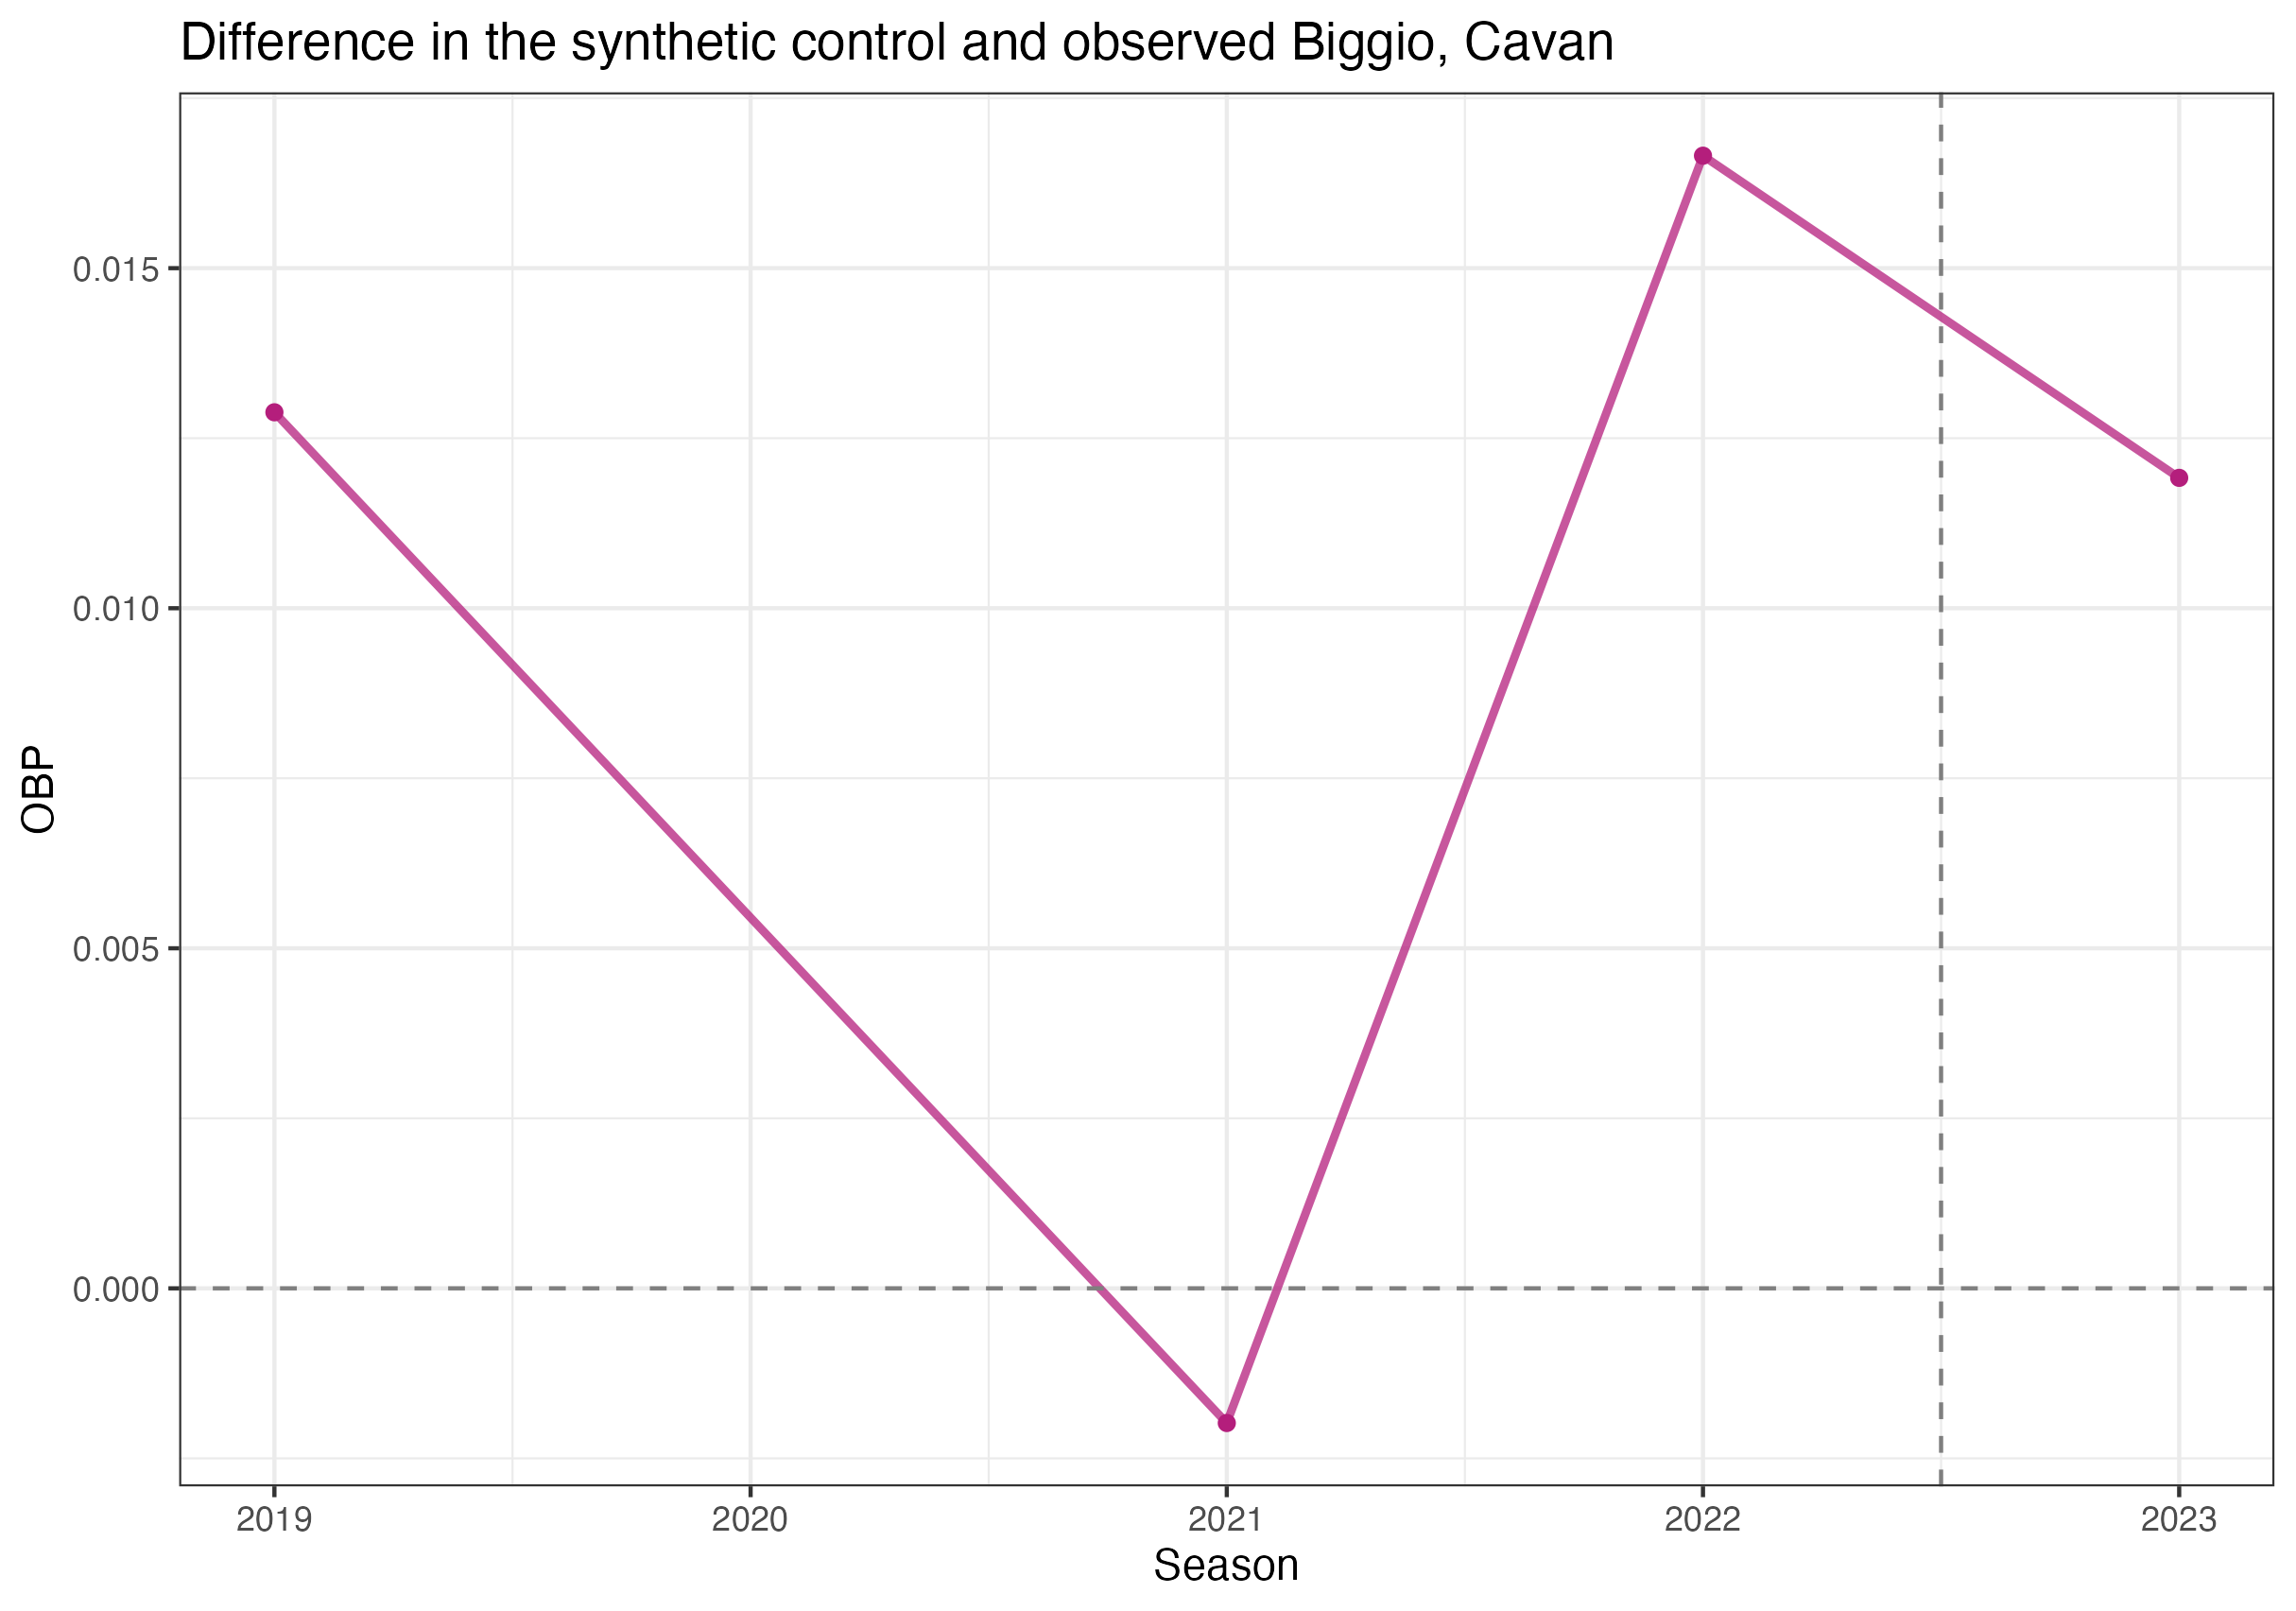 Difference in the synthetic control and observed Biggio, Cavan
0.015
0.010
0.005
0.000
OBP
2019 2020 2021 2022 2023
Season